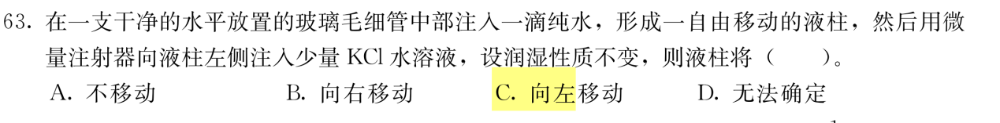 63. 在一支干净的水平放置的玻璃毛细管中部注入一滴纯水，形成一自由移动的液柱，然后用微
量注射器向液柱左侧注入少量 KCl 水溶液，设润湿性质不变，则液柱将（　　）。
A. 不移动　　B. 向右移动　　C. 向左移动　　D. 无法确定